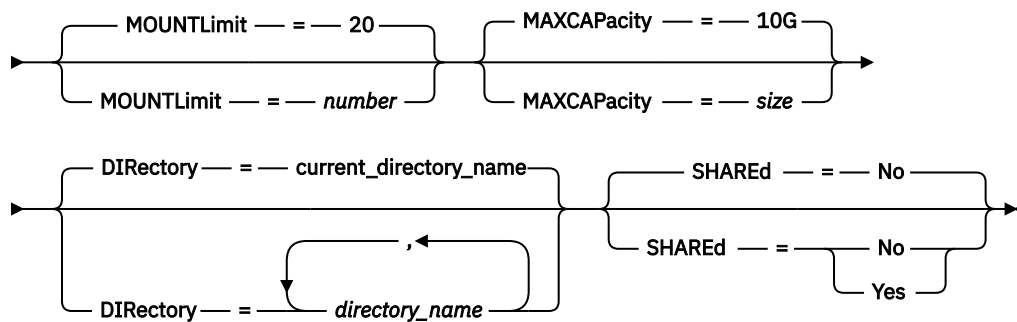 MOUNTLimit = 20 MAXCAPacity = 10G
MOUNTLimit = number MAXCAPacity = size
DIRectory = current_directory_name SHAREd = No
, SHAREd = No
DIRectory = directory_name Yes